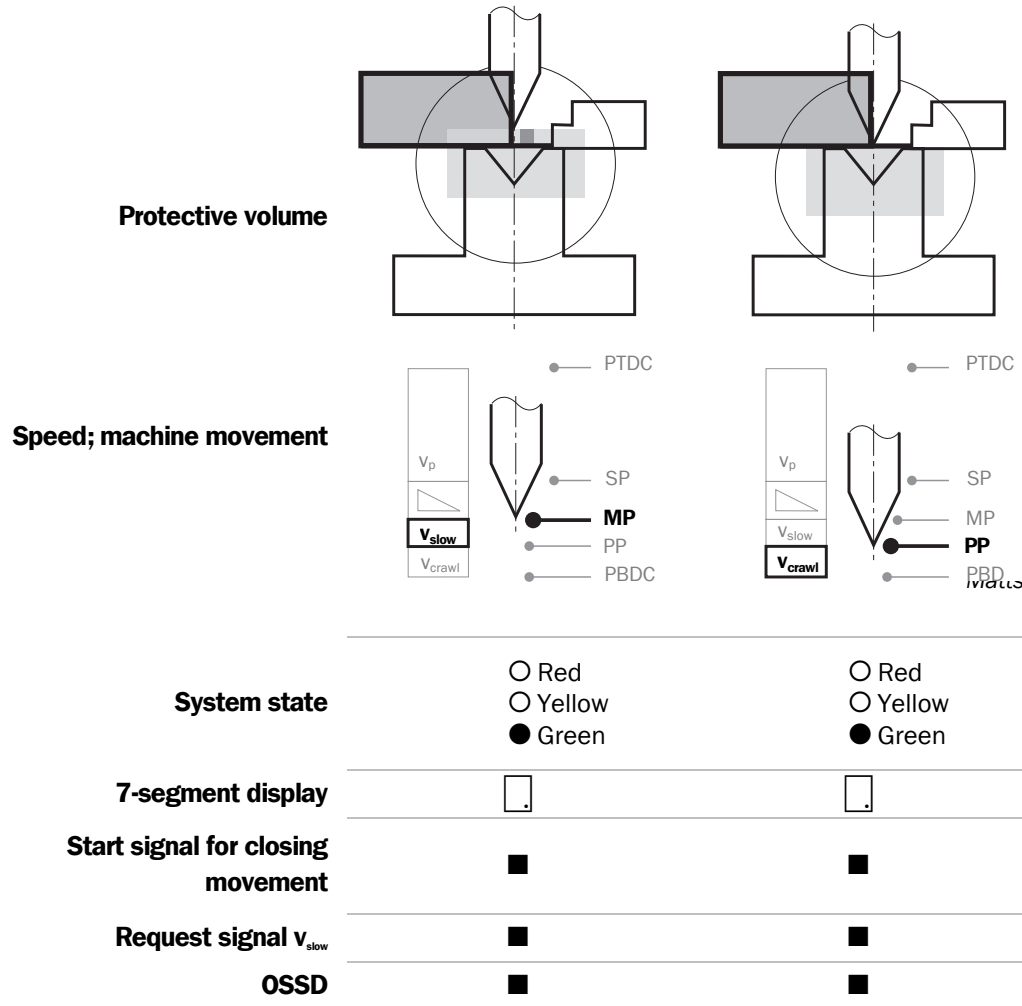 Protective volume
PTDC
PTDC
Speed; machine movement
vp
SP
vp
SP
vslow
MP
vslow
MP
PP
vcrawl
PP
vcrawl
PBDC
PBD
System state
Red
Yellow
Green
Red
Yellow
Green
7-segment display
Start signal for closing
movement
Request signal vslow
OSSD